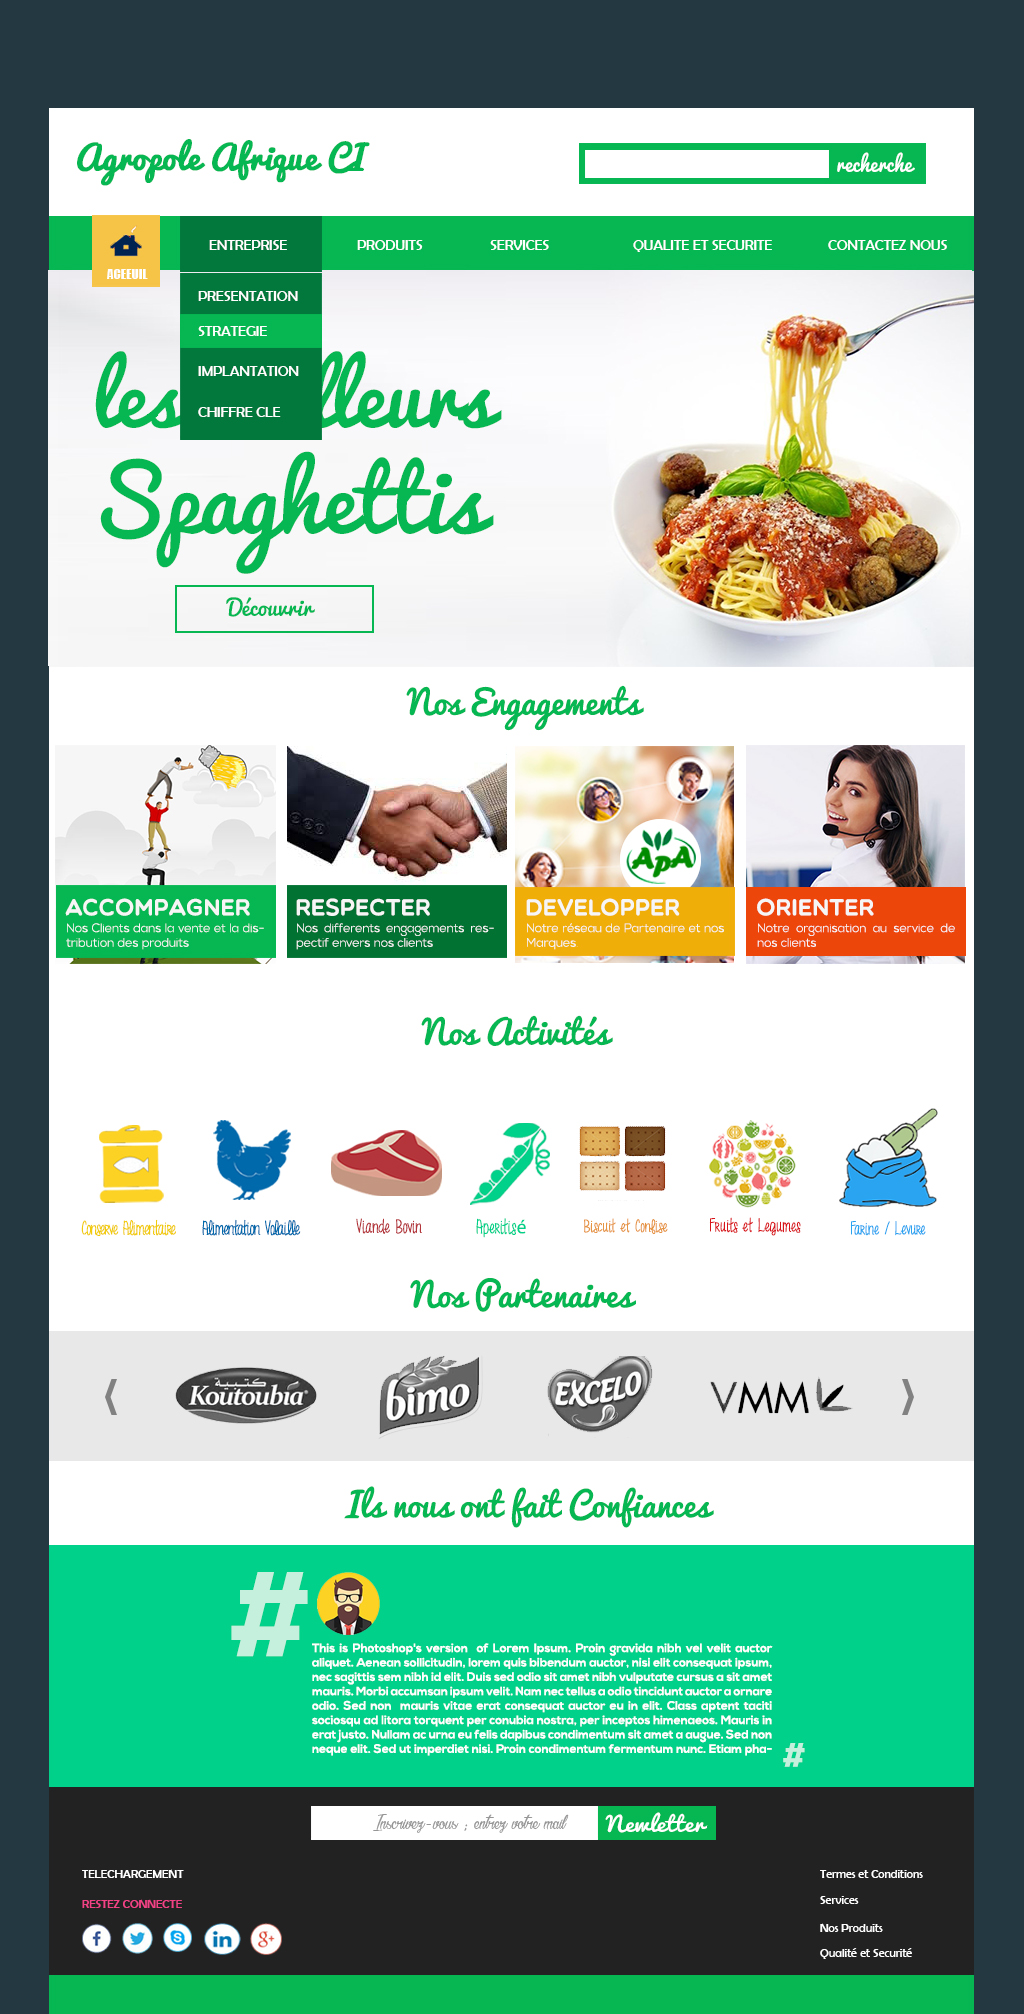 Agropole Afrique CI
recherche
ACEEUIL
ENTREPRISE
PRODUITS
SERVICES
QUALITE ET SECURITE
CONTACTEZ NOUS
PRESENTATION
STRATEGIE
IMPLANTATION
CHIFFRE CLE
les lleurs
Spaghettis
Découvrir
Nos Engagements
ApA
ACCOMPAGNER
Nos Clients dans la vente et la dis-
tribution des produits
RESPECTER
Nos differents engagements res-
pectif envers nos clients
DEVELOPPER
Notre réseau de Partenaire et nos
Marques
ORIENTER
Notre organisation au service de
nos clients
Nos Activités
Conserve Alimentaire
Alimentation Volaille
Viande Bovin
Aperitisé
Biscuit et Confise
Fruits et Legumes
Farine / Levure
Nos Partenaires
كتبية
Koutoubia
bimo
EXCELO
VMM
Ils nous ont fait Confiances
#
This is Photoshop's version of Lorem Ipsum. Proin gravida nibh vel velit auctor
aliquet. Aenean sollicitudin, lorem quis bibendum auctor, nisi elit consequat ipsum,
nec sagittis sem nibh id elit. Duis sed odio sit amet nibh vulputate cursus a sit amet
mauris. Morbi accumsan ipsum velit. Nam nec tellus a odio tincidunt auctor a ornare
odio. Sed non mauris vitae erat consequat auctor eu in elit. Class aptent taciti
sociosqu ad litora torquent per conubia nostra, per inceptos himenaeos. Mauris in
erat justo. Nullam ac urna eu felis dapibus condimentum sit amet a augue. Sed non
neque elit. Sed ut imperdiet nisi. Proin condimentum fermentum nunc. Etiam pha-
#
Inscrivez-vous ; entrez votre mail
Newletter
TELECHARGEMENT
RESTEZ CONNECTE
Termes et Conditions
Services
Nos Produits
Qualité et Securité